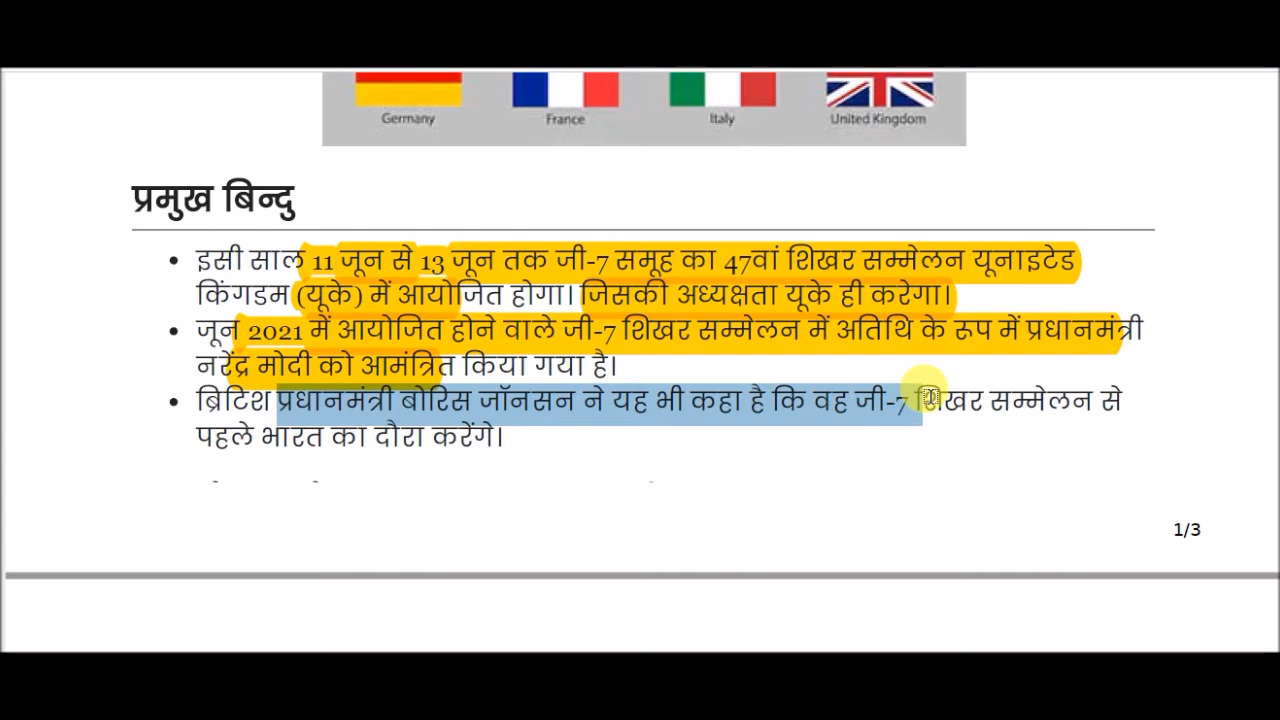 Germany France Italy United Kingdom
प्रमुख बिन्दु
• इसी साल 11 जून से 13 जून तक जी-7 समूह का 47वां शिखर सम्मेलन यूनाइटेड
किंगडम (यूके) में आयोजित होगा। जिसकी अध्यक्षता यूके ही करेगा।
• जून 2021 में आयोजित होने वाले जी-7 शिखर सम्मेलन में अतिथि के रूप में प्रधानमंत्री
नरेंद्र मोदी को आमंत्रित किया गया है।
• ब्रिटिश प्रधानमंत्री बोरिस जॉनसन ने यह भी कहा है कि वह जी-7 शिखर सम्मेलन से
पहले भारत का दौरा करेंगे।
1/3